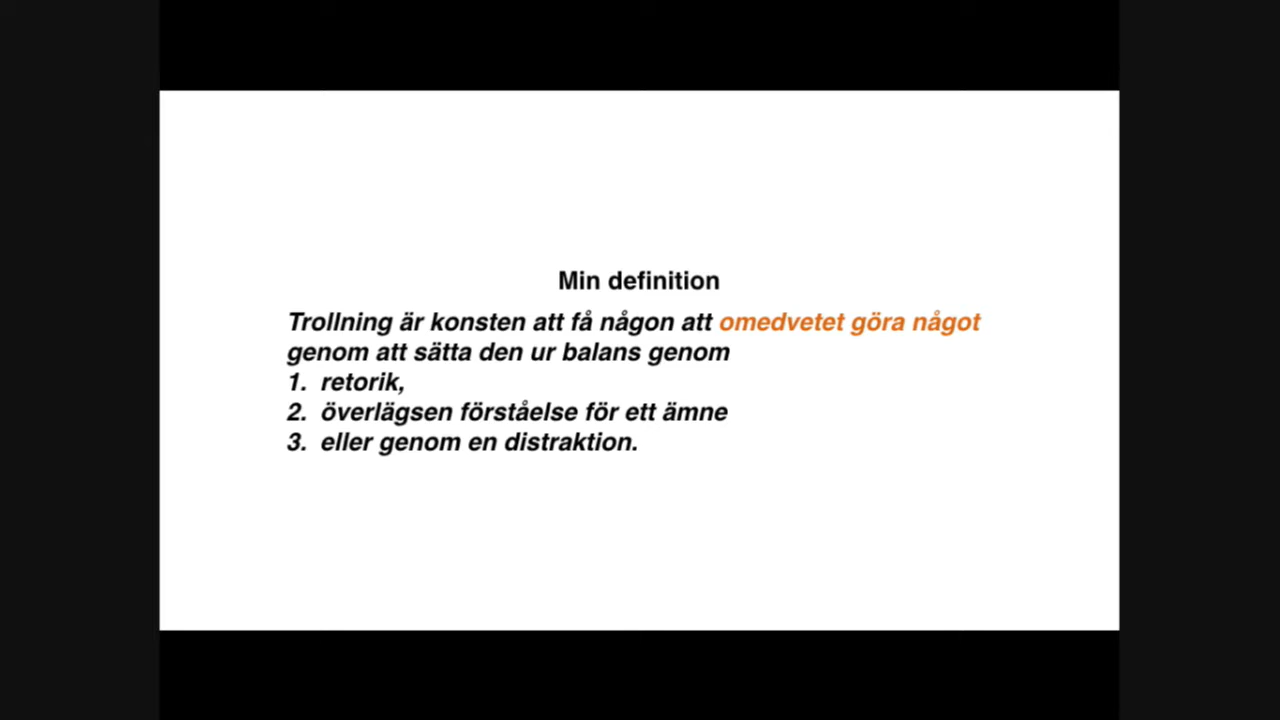 Min definition
Trollning är konsten att få någon att omedvetet göra något
genom att sätta den ur balans genom
1. retorik,
2. överlägsen förståelse för ett ämne
3. eller genom en distraktion.